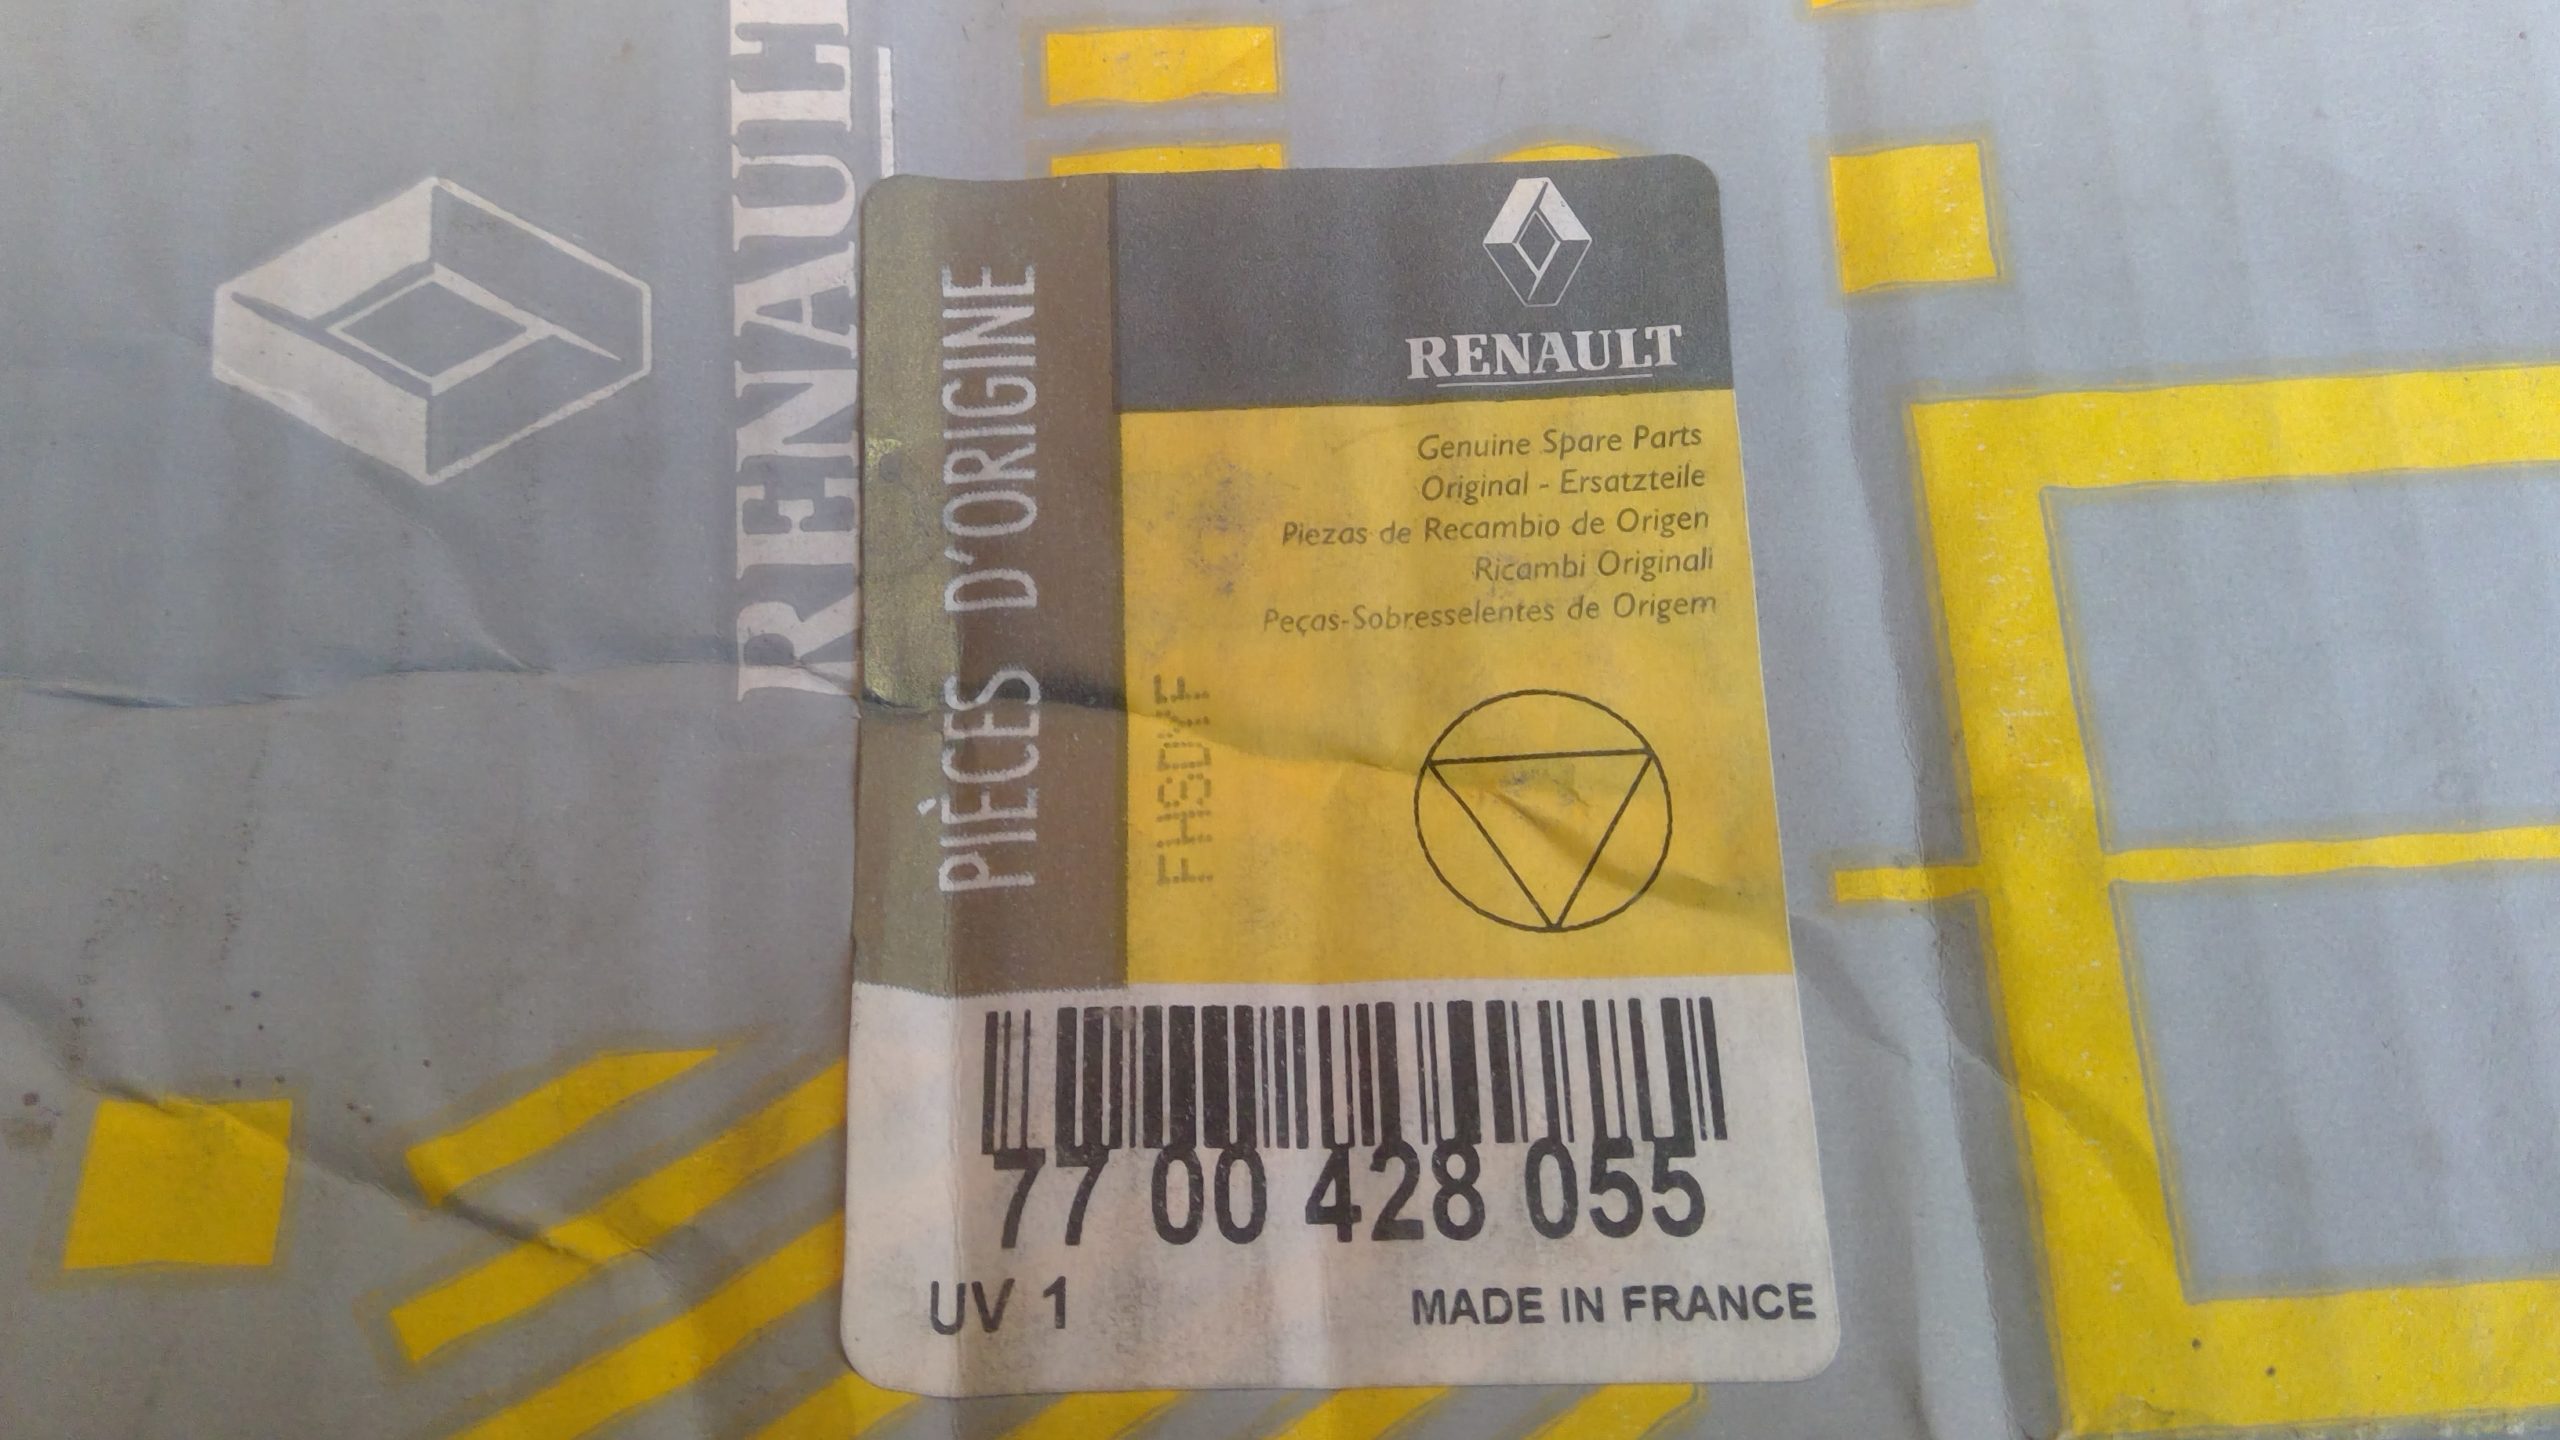 RENAULT
PIÈCES D'ORIGINE
RENAULT
Genuine Spare Parts
Original - Ersatzteile
Piezas de Recambio de Origen
Ricambi Originali
Peças-Sobresselentes de Origem
77 00 428 055
UV 1
MADE IN FRANCE